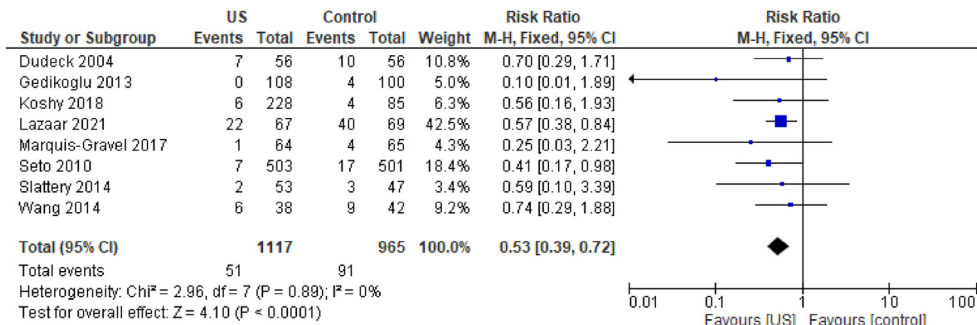 US Control Risk Ratio Risk Ratio
Study or Subgroup Events Total Events Total Weight M-H, Fixed, 95% CI M-H, Fixed, 95% CI
Dudeck 2004 7 56 10 56 10.8% 0.70 [0.29, 1.71]
Gedikoglu 2013 0 108 4 100 5.0% 0.10 [0.01, 1.89]
Koshy 2018 6 228 4 85 6.3% 0.56 [0.16, 1.93]
Lazaar 2021 22 67 40 69 42.5% 0.57 [0.38, 0.84]
Marquis-Gravel 2017 1 64 4 65 4.3% 0.25 [0.03, 2.21]
Seto 2010 7 503 17 501 18.4% 0.41 [0.17, 0.98]
Slattery 2014 2 53 3 47 3.4% 0.59 [0.10, 3.39]
Wang 2014 6 38 9 42 9.2% 0.74 [0.29, 1.88]
Total (95% CI) 1117 965 100.0% 0.53 [0.39, 0.72]
Total events 51 91
Heterogeneity: Chi² = 2.96, df = 7 (P = 0.89); I² = 0%
Test for overall effect: Z = 4.10 (P < 0.0001)
0.01 0.1 1 10 100
Favours [US] Favours [control]